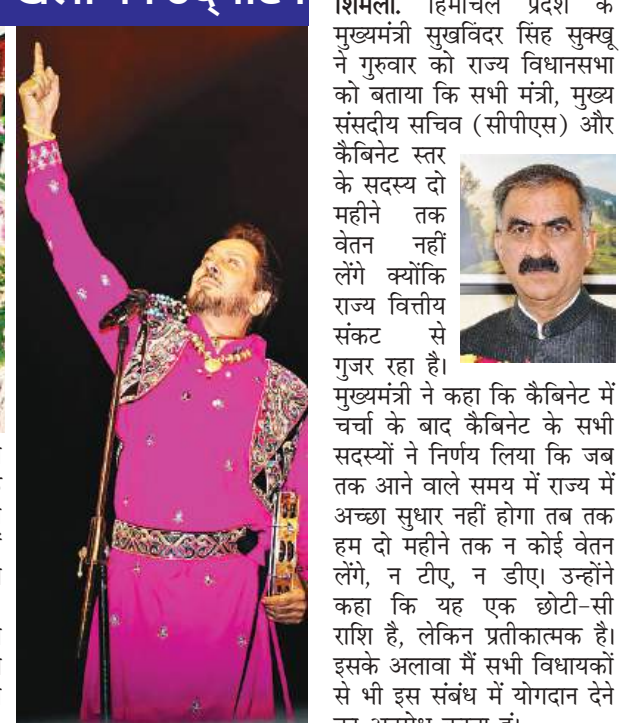 शिमला. हिमाचल प्रदेश के
मुख्यमंत्री सुखविंदर सिंह सुक्खू
ने गुरुवार को राज्य विधानसभा
को बताया कि सभी मंत्री, मुख्य
संसदीय सचिव (सीपीएस) और
कैबिनेट स्तर
के सदस्य दो
महीने तक
वेतन नहीं
लेंगे क्योंकि
राज्य वित्तीय
संकट से
गुजर रहा है।
मुख्यमंत्री ने कहा कि कैबिनेट में
चर्चा के बाद कैबिनेट के सभी
सदस्यों ने निर्णय लिया कि जब
तक आने वाले समय में राज्य में
अच्छा सुधार नहीं होगा तब तक
हम दो महीने तक न कोई वेतन
लेंगे, न टीए, न डीए। उन्होंने
कहा कि यह एक छोटी-सी
राशि है, लेकिन प्रतीकात्मक है।
इसके अलावा मैं सभी विधायकों
से भी इस संबंध में योगदान देने